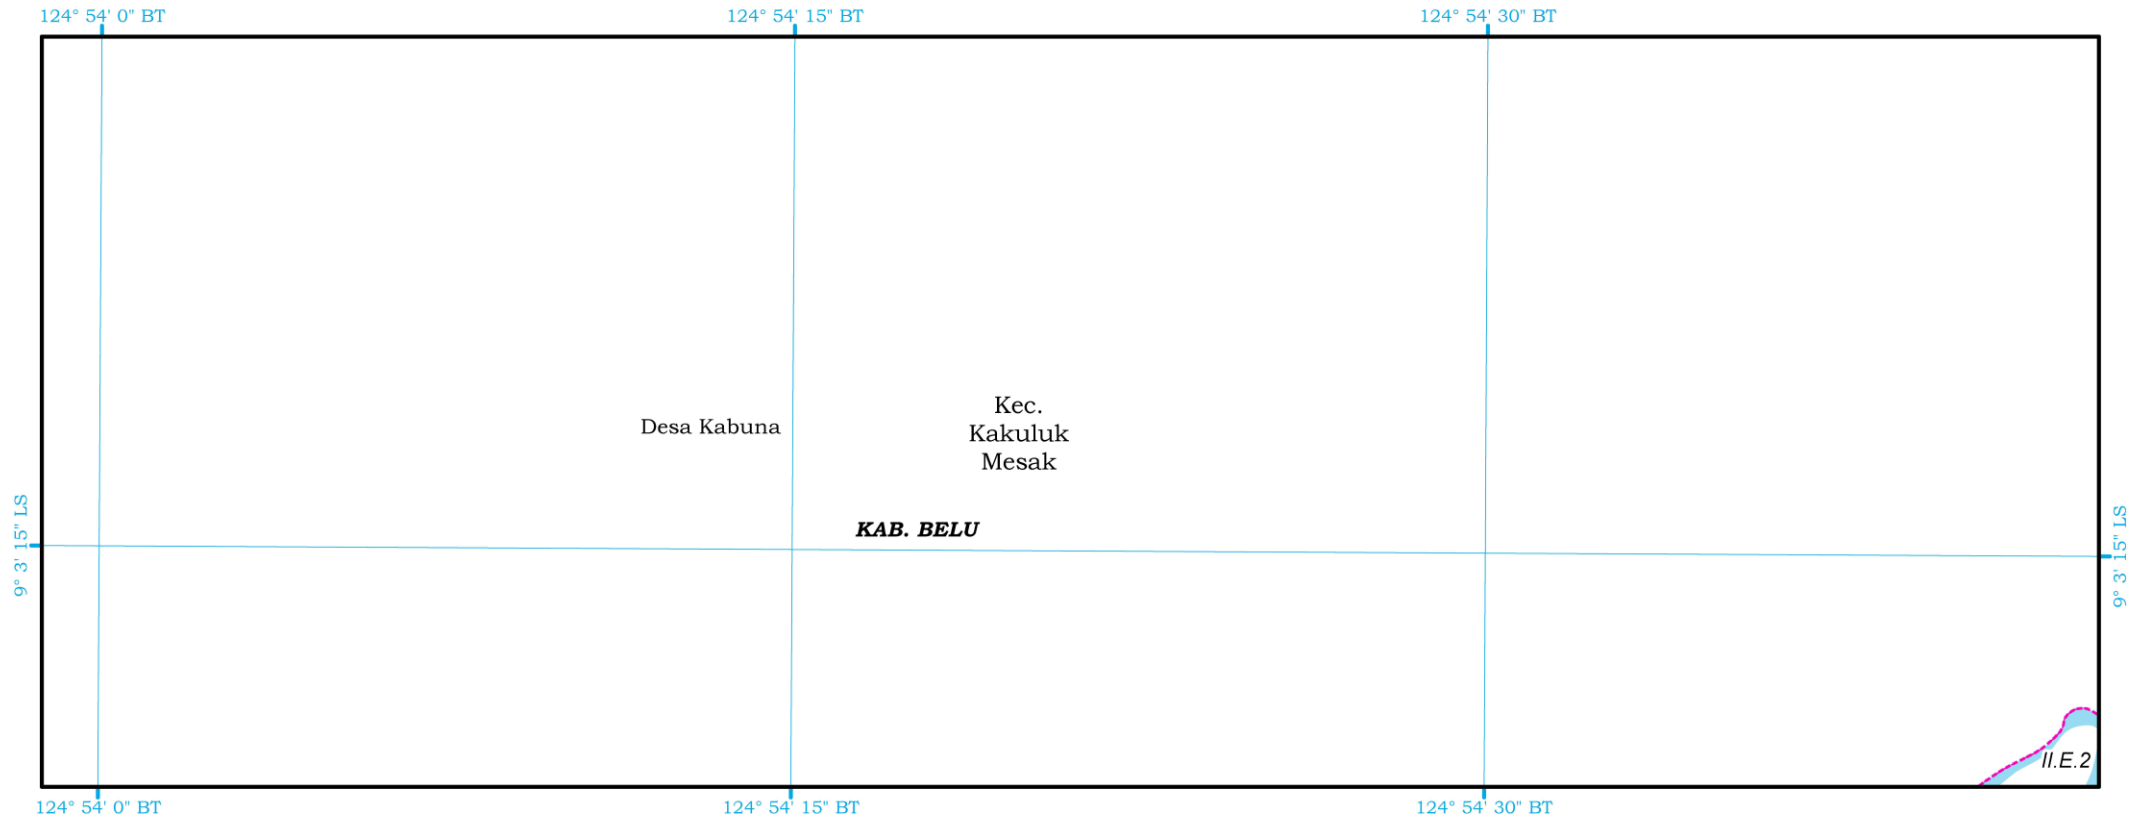 124° 54' 0" BT
124° 54' 15" BT
124° 54' 30" BT
Kec.
Kakuluk
Mesak
Desa Kabuna
KAB. BELU
9° 3' 15" LS
9° 3' 15" LS
II.E.2
124° 54' 0" BT
124° 54' 15" BT
124° 54' 30" BT